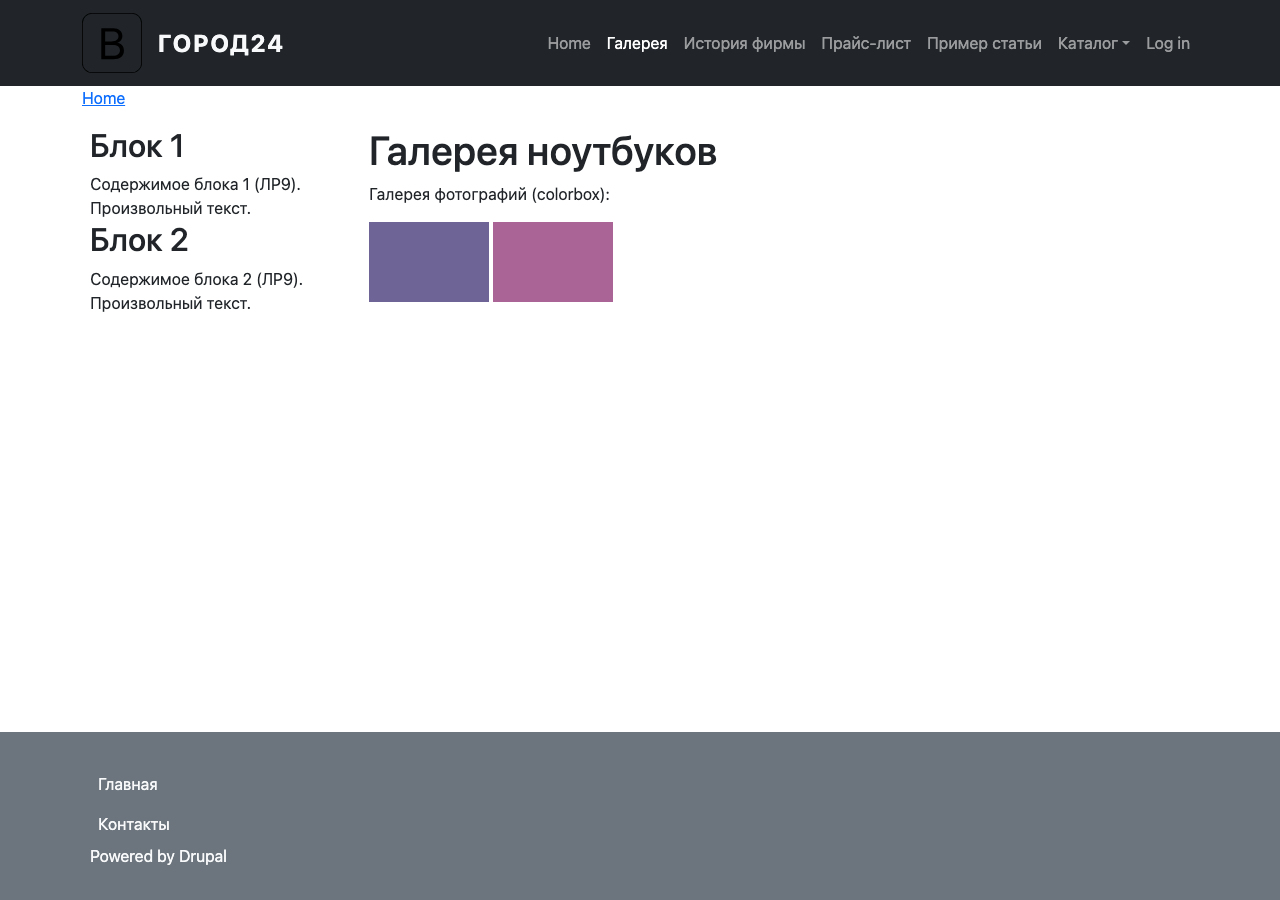 B ГОРОД24 Home Галерея История фирмы Прайс-лист Пример статьи Каталог Log in
Home
Блок 1
Содержимое блока 1 (ЛР9).
Произвольный текст.
Блок 2
Содержимое блока 2 (ЛР9).
Произвольный текст.
Галерея ноутбуков
Галерея фотографий (colorbox):
Главная
Контакты
Powered by Drupal